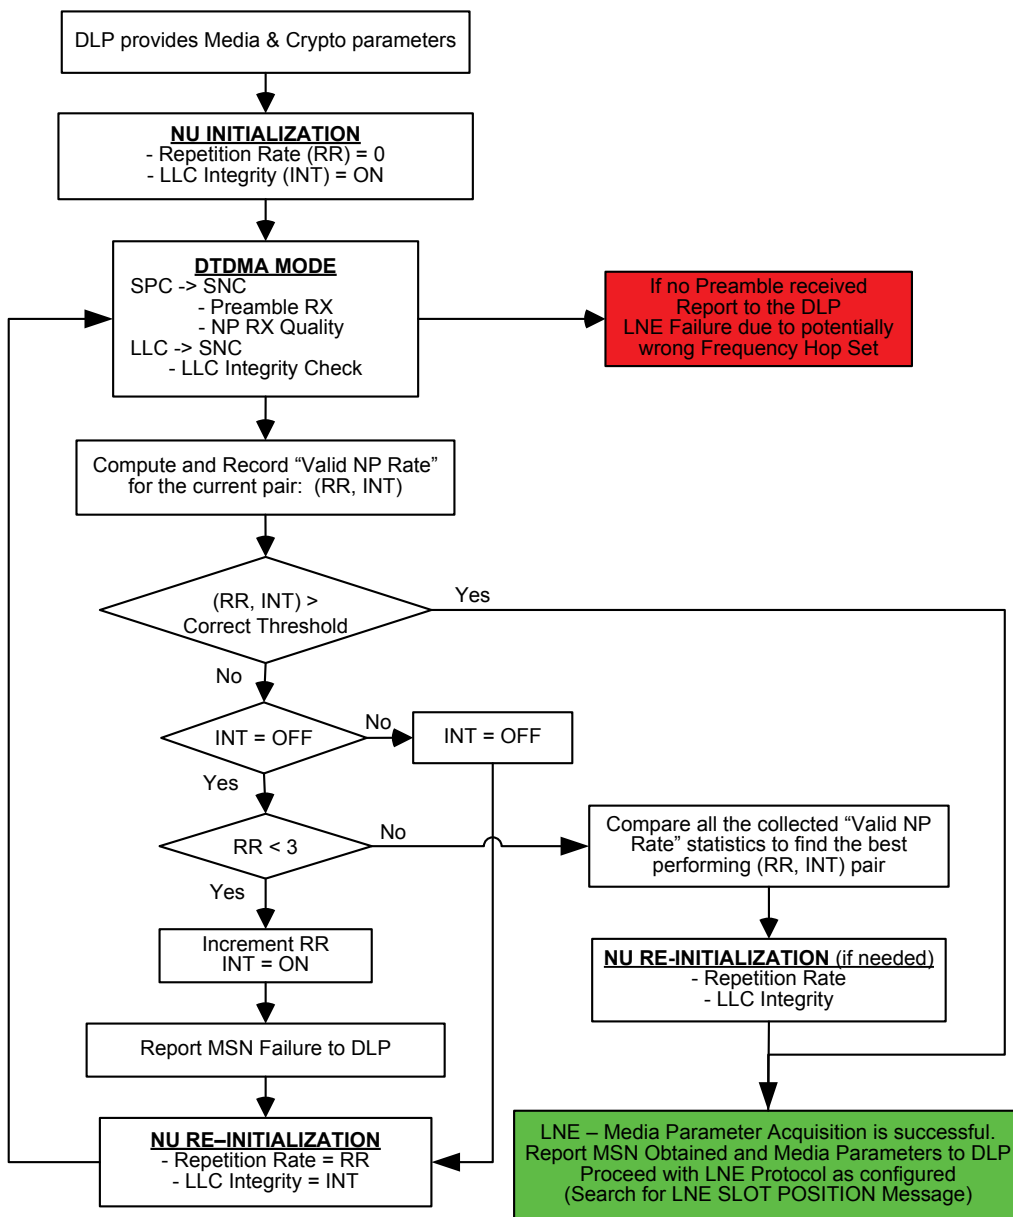 DLP provides Media & Crypto parameters
NU INITIALIZATION
- Repetition Rate (RR) = 0
- LLC Integrity (INT) = ON
DTDMA MODE
SPC -> SNC
- Preamble RX
- NP RX Quality
LLC -> SNC
- LLC Integrity Check
If no Preamble received
Report to the DLP
LNE Failure due to potentially
wrong Frequency Hop Set
Compute and Record “Valid NP Rate”
for the current pair: (RR, INT)
(RR, INT) >
Correct Threshold
Yes
No
INT = OFF
No
INT = OFF
Yes
RR < 3
No
Compare all the collected “Valid NP
Rate” statistics to find the best
performing (RR, INT) pair
Yes
Increment RR
INT = ON
NU RE-INITIALIZATION (if needed)
- Repetition Rate
- LLC Integrity
Report MSN Failure to DLP
NU RE–INITIALIZATION
- Repetition Rate = RR
- LLC Integrity = INT
LNE – Media Parameter Acquisition is successful.
Report MSN Obtained and Media Parameters to DLP
Proceed with LNE Protocol as configured
(Search for LNE SLOT POSITION Message)